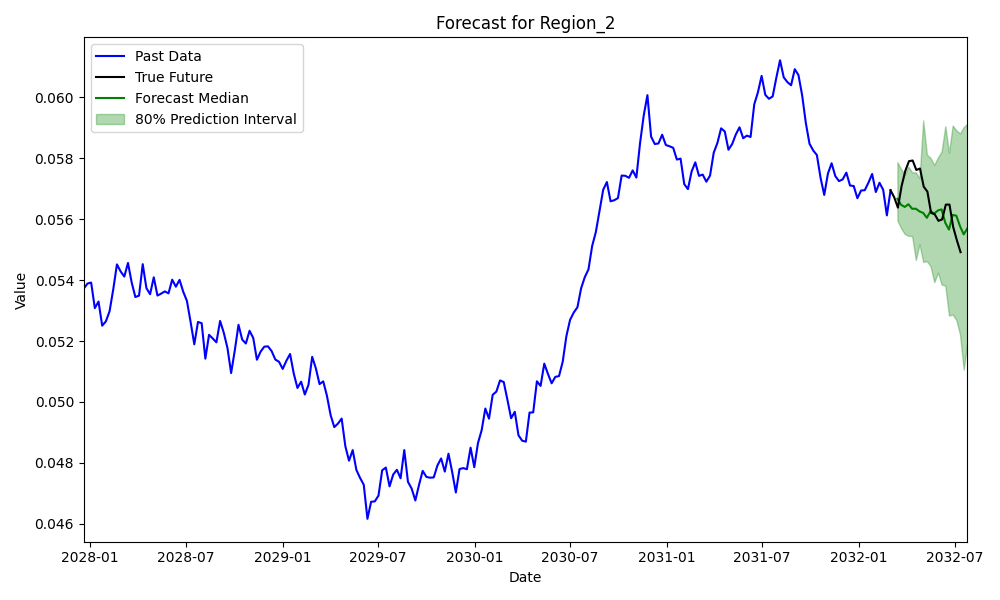 Forecast for Region_2
Past Data
True Future
Forecast Median
80% Prediction Interval
Value
0.060
0.058
0.056
0.054
0.052
0.050
0.048
0.046
2028-01 2028-07 2029-01 2029-07 2030-01 2030-07 2031-01 2031-07 2032-01 2032-07
Date